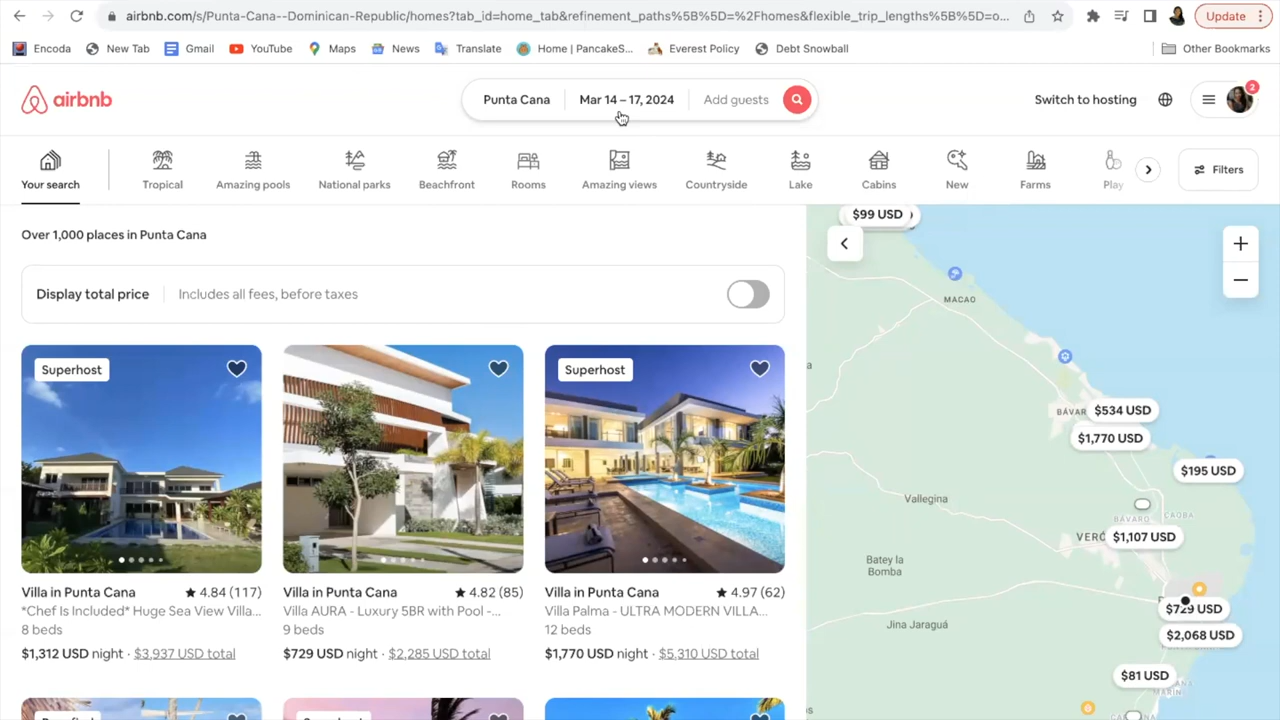 airbnb.com/s/Punta-Cana--Dominican-Republic/homes?tab_id=home_tab&refinement_paths%5B%5D=%2Fhomes&flexible_trip_lengths%5B%5D=o...
Update
Encoda
New Tab
Gmail
YouTube
Maps
News
Translate
Home | PancakeS...
Everest Policy
Debt Snowball
Other Bookmarks
airbnb
Punta Cana
Mar 14 – 17, 2024
Add guests
Switch to hosting
2
Your search
Tropical
Amazing pools
National parks
Beachfront
Rooms
Amazing views
Countryside
Lake
Cabins
New
Farms
Play
Filters
Over 1,000 places in Punta Cana
Display total price
Includes all fees, before taxes
Superhost
Superhost
Villa in Punta Cana
4.84 (117)
*Chef Is Included* Huge Sea View Villa...
8 beds
$1,312 USD night · $3,937 USD total
Villa in Punta Cana
4.82 (85)
Villa AURA - Luxury 5BR with Pool -...
9 beds
$729 USD night · $2,285 USD total
Villa in Punta Cana
4.97 (62)
Villa Palma - ULTRA MODERN VILLA...
12 beds
$1,770 USD night · $5,310 USD total
$99 USD
MACAO
BÁVAR
$534 USD
$1,770 USD
$195 USD
Vallegina
BÁVARO
CAOBA
VERÓ
$1,107 USD
Batey la
Bomba
$729 USD
Jina Jaraguá
$2,068 USD
$81 USD